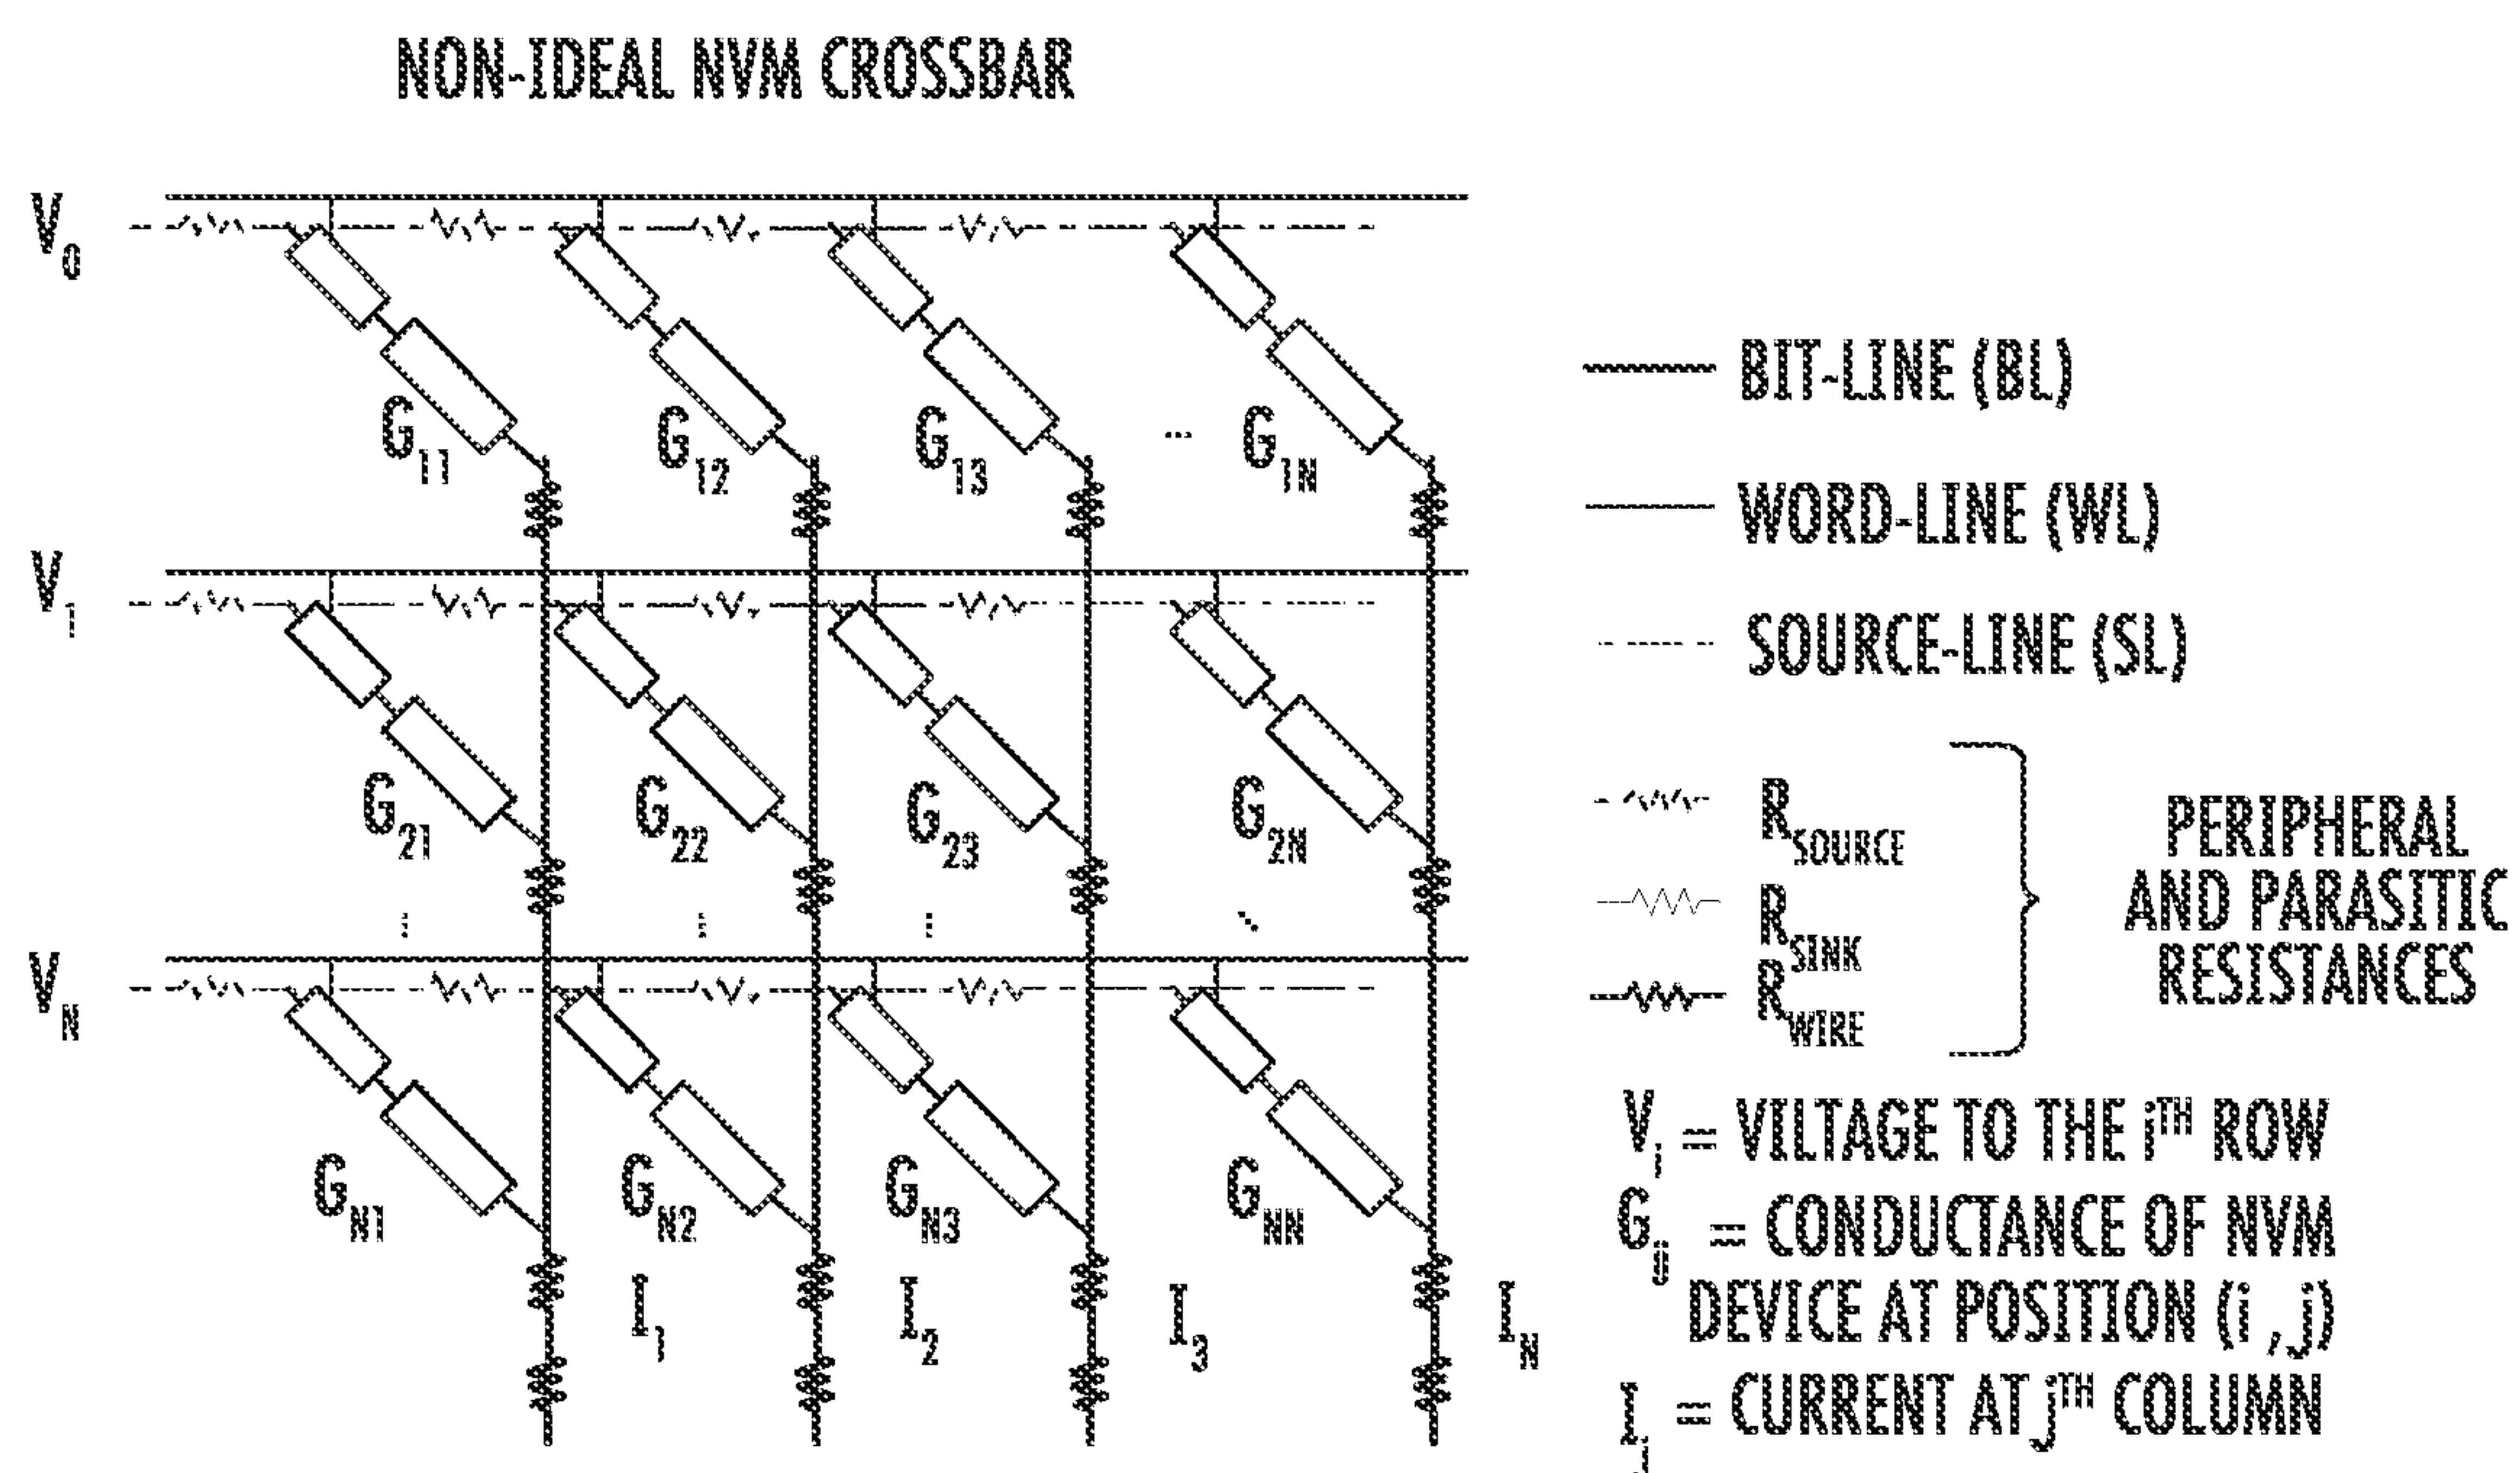 NON-IDEAL NVM CROSSBAR
V0
G11 G12 G13 ... G1N
V1
G21 G22 G23 G2N
VN
GN1 GN2 GN3 GNN
I1 I2 I3 IN
BIT-LINE (BL)
WORD-LINE (WL)
SOURCE-LINE (SL)
RSOURCE
RSINK
RWIRE
PERIPHERAL
AND PARASITIC
RESISTANCES
Vi = VILTAGE TO THE iTH ROW
Gij = CONDUCTANCE OF NVM
DEVICE AT POSITION (i ,j)
Ij = CURRENT AT jTH COLUMN